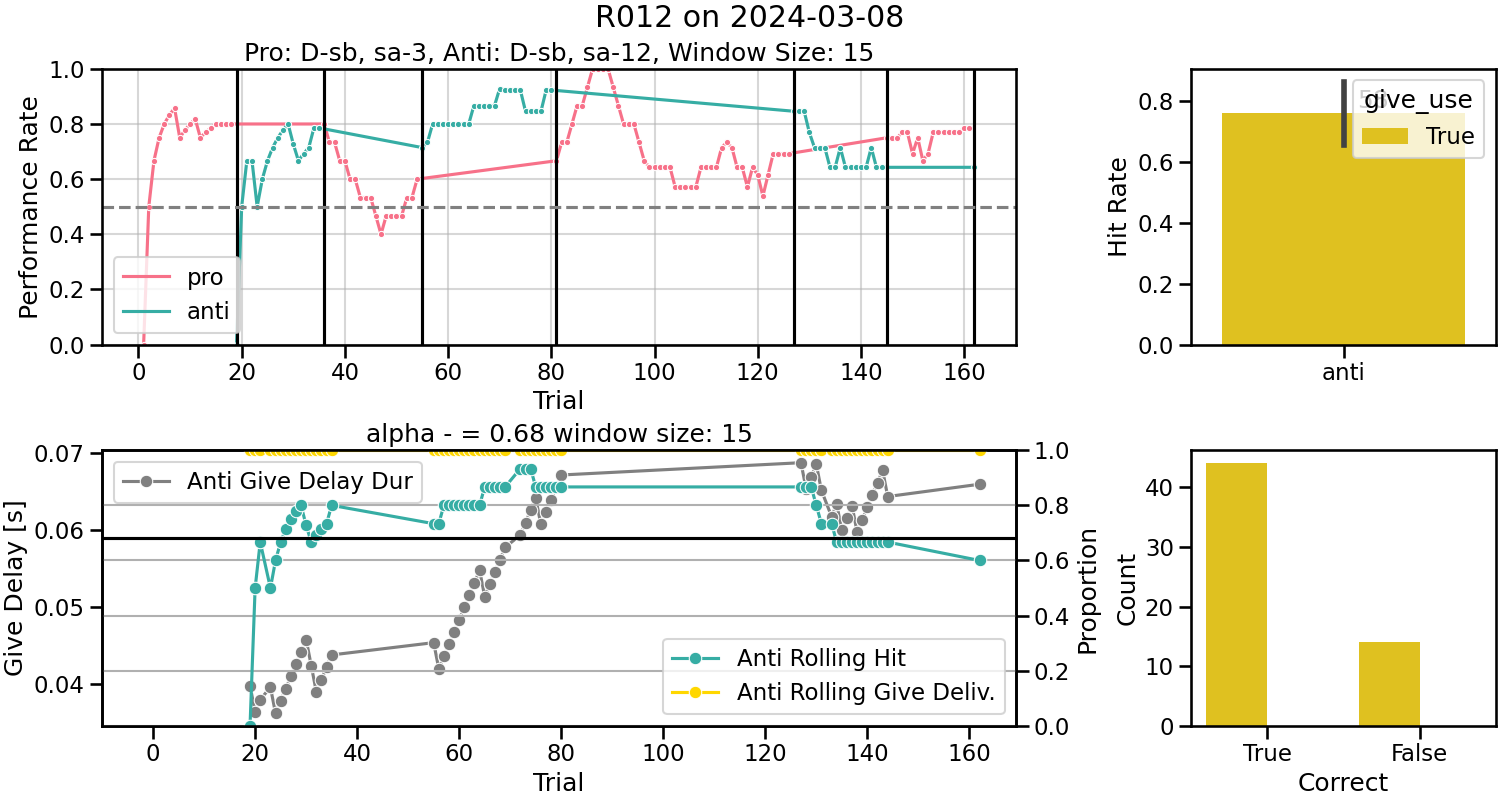 R012 on 2024-03-08
Pro: D-sb, sa-3, Anti: D-sb, sa-12, Window Size: 15
Performance Rate
1.0
0.8
0.6
0.4
0.2
0.0
pro
anti
0 20 40 60 80 100 120 140 160
Trial
Hit Rate
0.8
0.6
0.4
0.2
0.0
give_use
True
anti
alpha - = 0.68 window size: 15
Give Delay [s]
0.07
0.06
0.05
0.04
Anti Give Delay Dur
Anti Rolling Hit
Anti Rolling Give Deliv.
1.0
0.8
0.6
0.4
0.2
0.0
Proportion
0 20 40 60 80 100 120 140 160
Trial
Count
40
30
20
10
0
True False
Correct